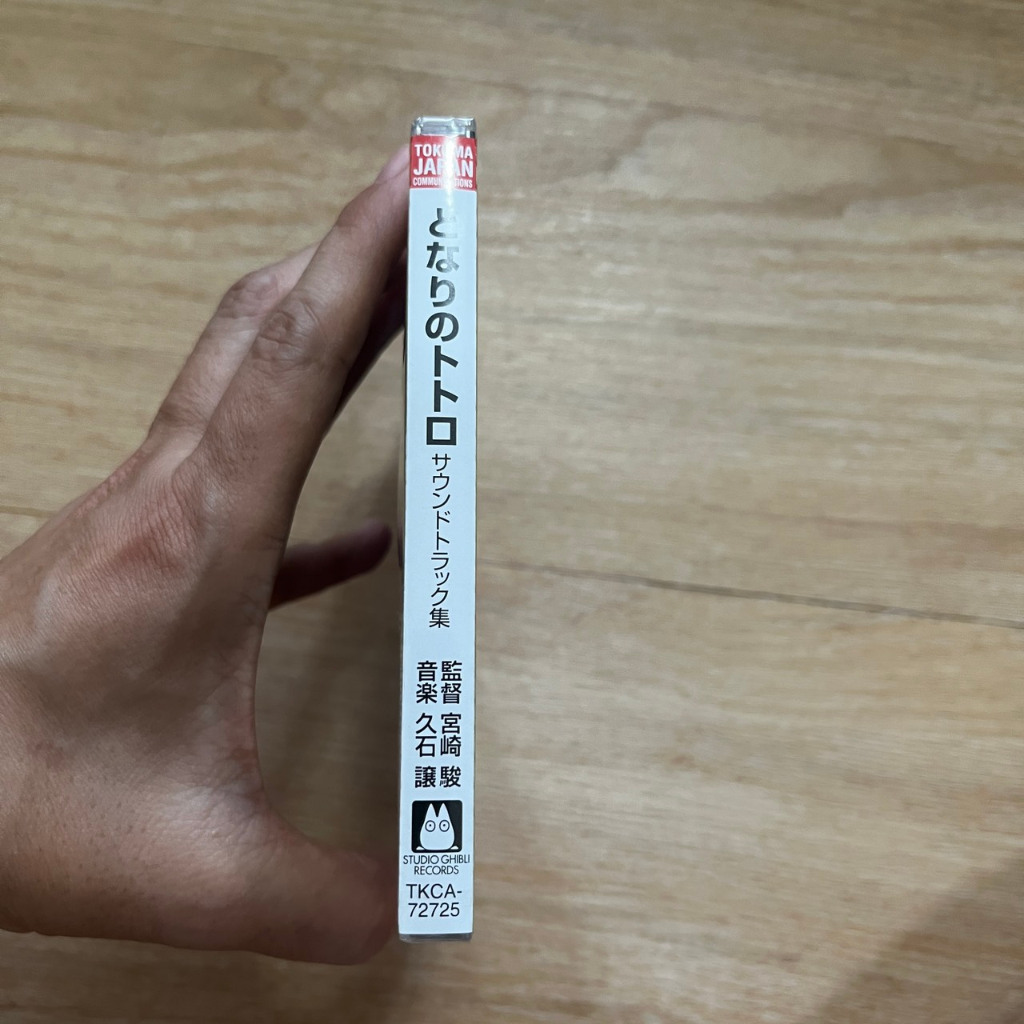 TOKUMA
JAPAN
COMMUNICATIONS
となりのトトロ
サウンドトラック集
監督 宮崎 駿
音楽 久石 譲
STUDIO GHIBLI
RECORDS
TKCA-
72725